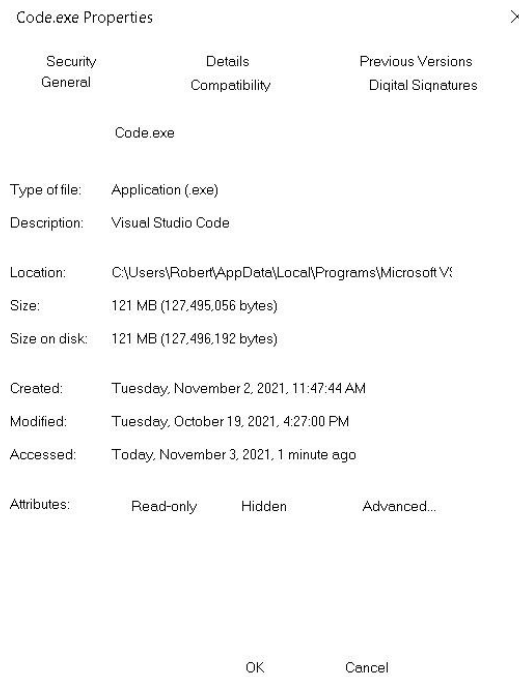 Code.exe Properties
Security Details Previous Versions
General Compatibility Digital Signatures
Code.exe
Type of file: Application (.exe)
Description: Visual Studio Code
Location: C:\Users\Robert\AppData\Local\Programs\Microsoft VS
Size: 121 MB (127,495,056 bytes)
Size on disk: 121 MB (127,496,192 bytes)
Created: Tuesday, November 2, 2021, 11:47:44 AM
Modified: Tuesday, October 19, 2021, 4:27:00 PM
Accessed: Today, November 3, 2021, 1 minute ago
Attributes: Read-only Hidden Advanced...
OK Cancel